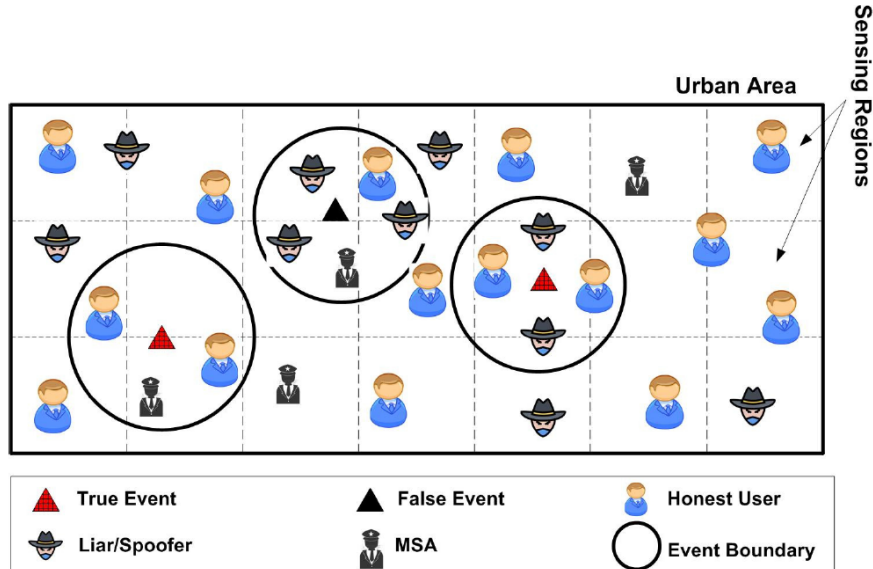 Urban Area
Sensing Regions
True Event
False Event
Honest User
Liar/Spoofer
MSA
Event Boundary